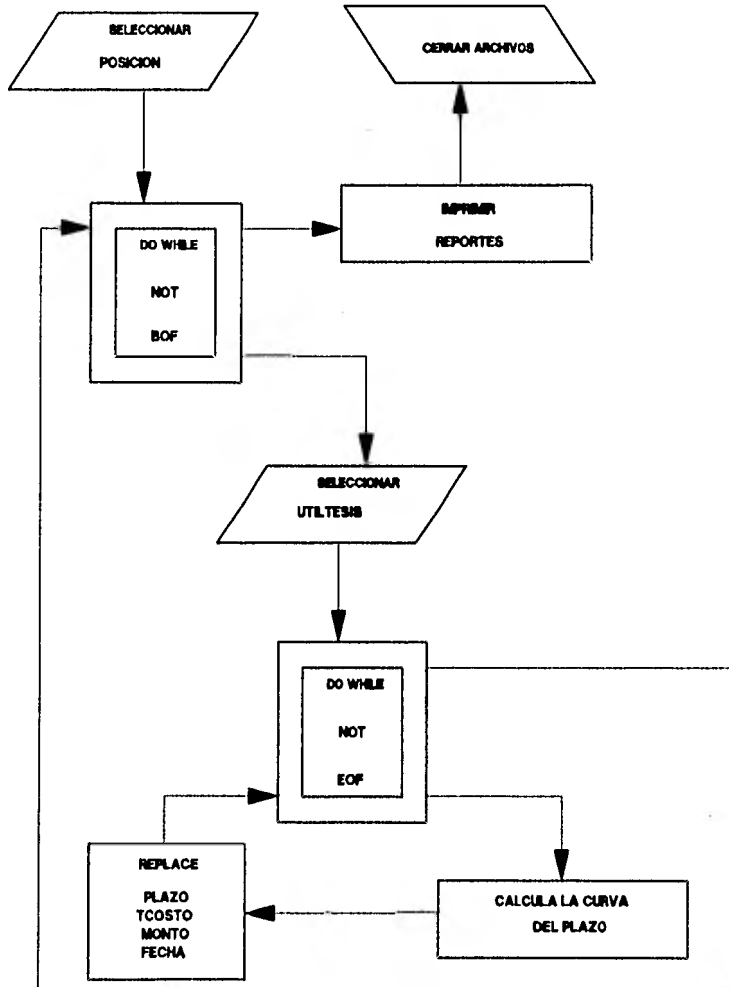 SELECCIONAR
POSICION
CERRAR ARCHIVOS
IMPRIMIR
REPORTES
DO WHILE
NOT
BOF
SELECCIONAR
UTILTESIS
DO WHILE
NOT
EOF
REPLACE
PLAZO
TCOSTO
MONTO
FECHA
CALCULA LA CURVA
DEL PLAZO